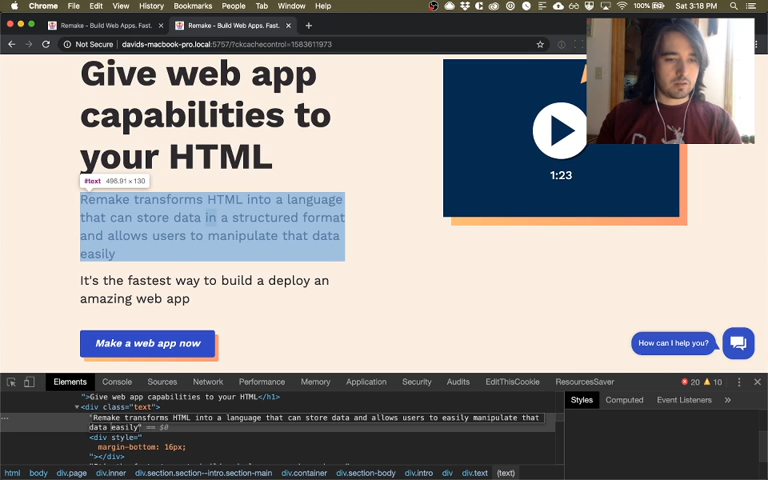 Chrome File Edit View History Bookmarks People Tab Window Help 100% Sat 3:18 PM
Remake - Build Web Apps. Fast. Remake - Build Web Apps. Fast.
Not Secure davids-macbook-pro.local:5757/?ckcachecontrol=1583611973
Give web app
capabilities to
your HTML
#text 496.91 × 130
Remake transforms HTML into a language
that can store data in a structured format
and allows users to manipulate that data
easily
It's the fastest way to build a deploy an
amazing web app
Make a web app now
1:23
How can I help you?
Elements Console Sources Network Performance Memory Application Security Audits EditThisCookie ResourcesSaver 20 10
">Give web app capabilities to your HTML</h1>
<div class="text">
"Remake transforms HTML into a language that can store data and allows users to easily manipulate that
data easily" == $0
<div style="
margin-bottom: 16px;
"></div>
html body div.page div.inner div.section.section--intro.section-main div.container div.section-body div.intro div div.text (text)
Styles Computed Event Listeners »